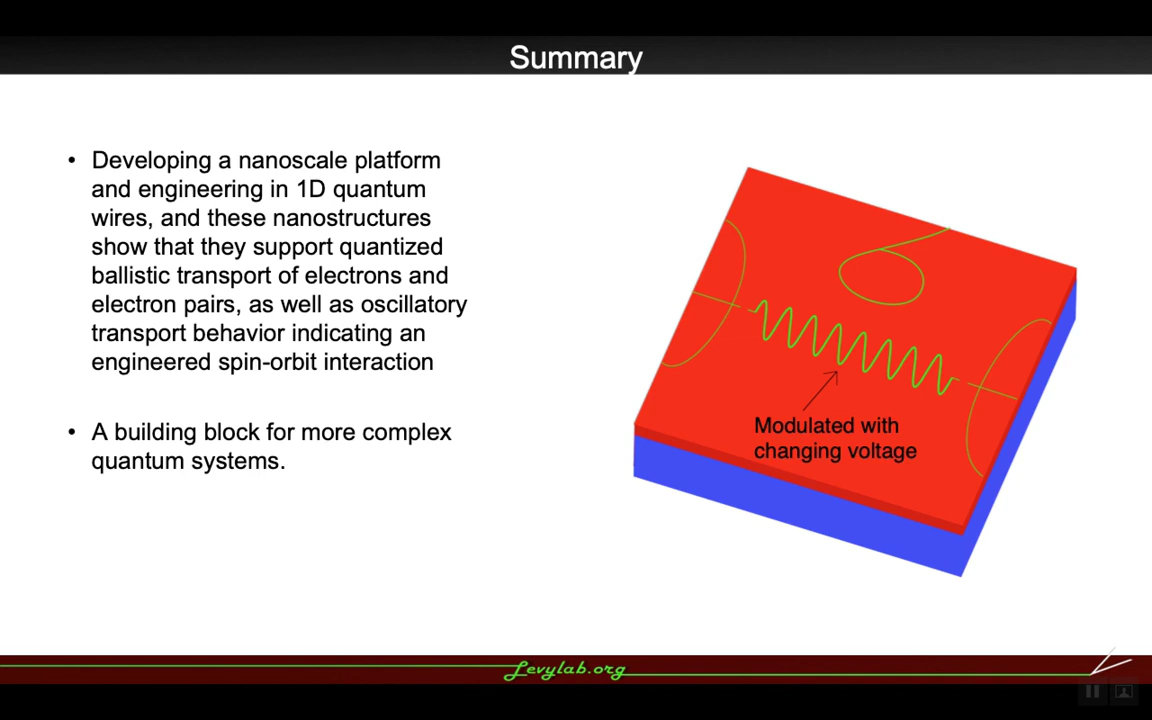 Summary
• Developing a nanoscale platform
and engineering in 1D quantum
wires, and these nanostructures
show that they support quantized
ballistic transport of electrons and
electron pairs, as well as oscillatory
transport behavior indicating an
engineered spin-orbit interaction
• A building block for more complex
quantum systems.
Modulated with
changing voltage
Levylab.org